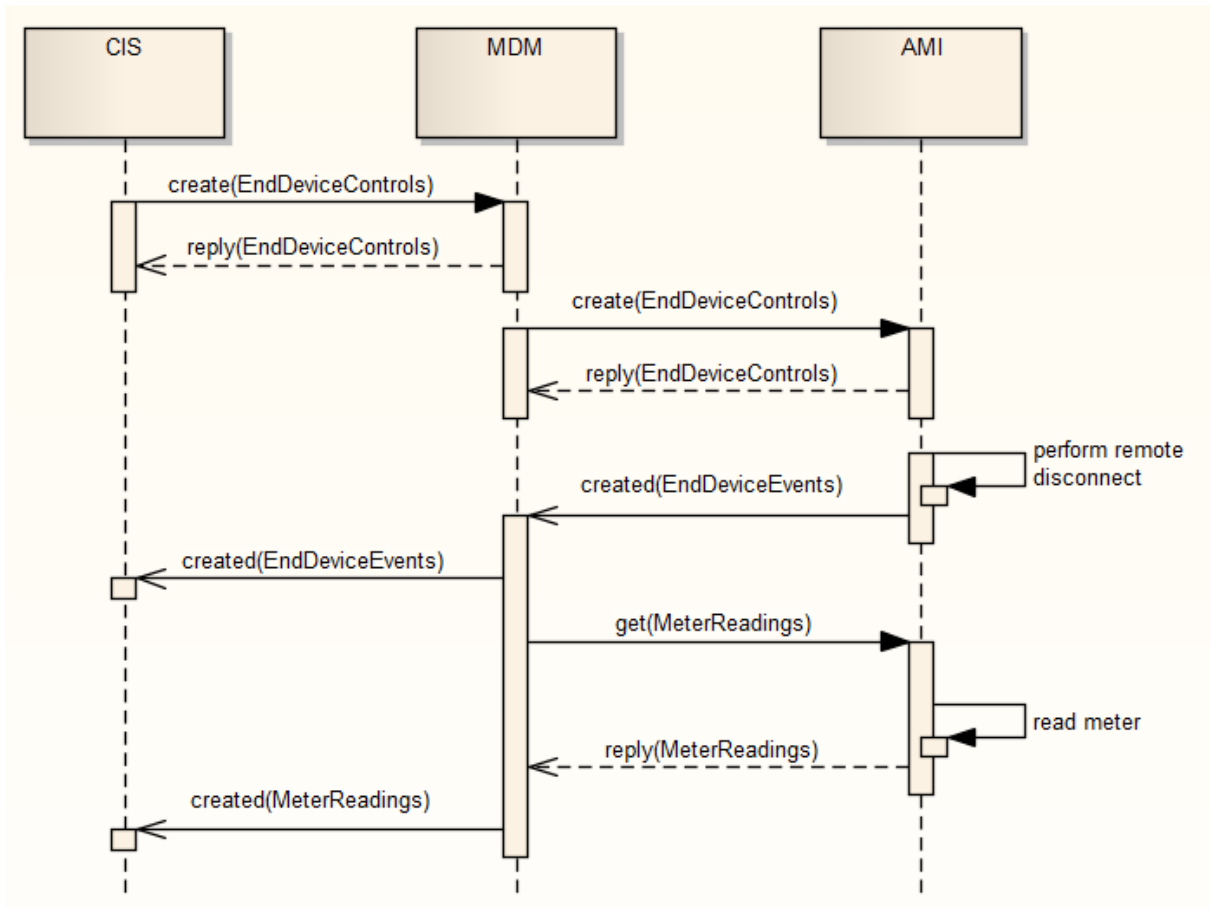 CIS
MDM
AMI
create(EndDeviceControls)
reply(EndDeviceControls)
create(EndDeviceControls)
reply(EndDeviceControls)
perform remote
disconnect
created(EndDeviceEvents)
created(EndDeviceEvents)
get(MeterReadings)
read meter
reply(MeterReadings)
created(MeterReadings)